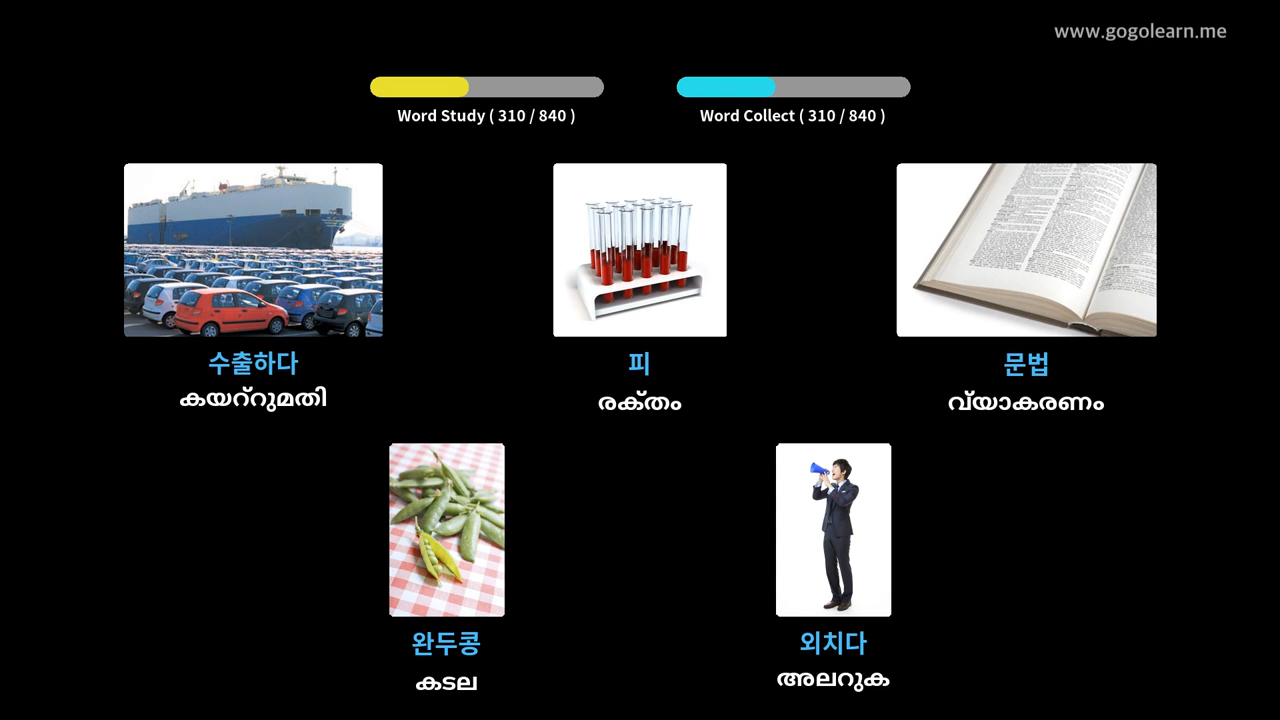 www.gogolearn.me
Word Study ( 310 / 840 )
Word Collect ( 310 / 840 )
수출하다
കയറ്റുമതി
피
രക്തം
문법
വ്യാകരണം
완두콩
കടല
외치다
അലറുക